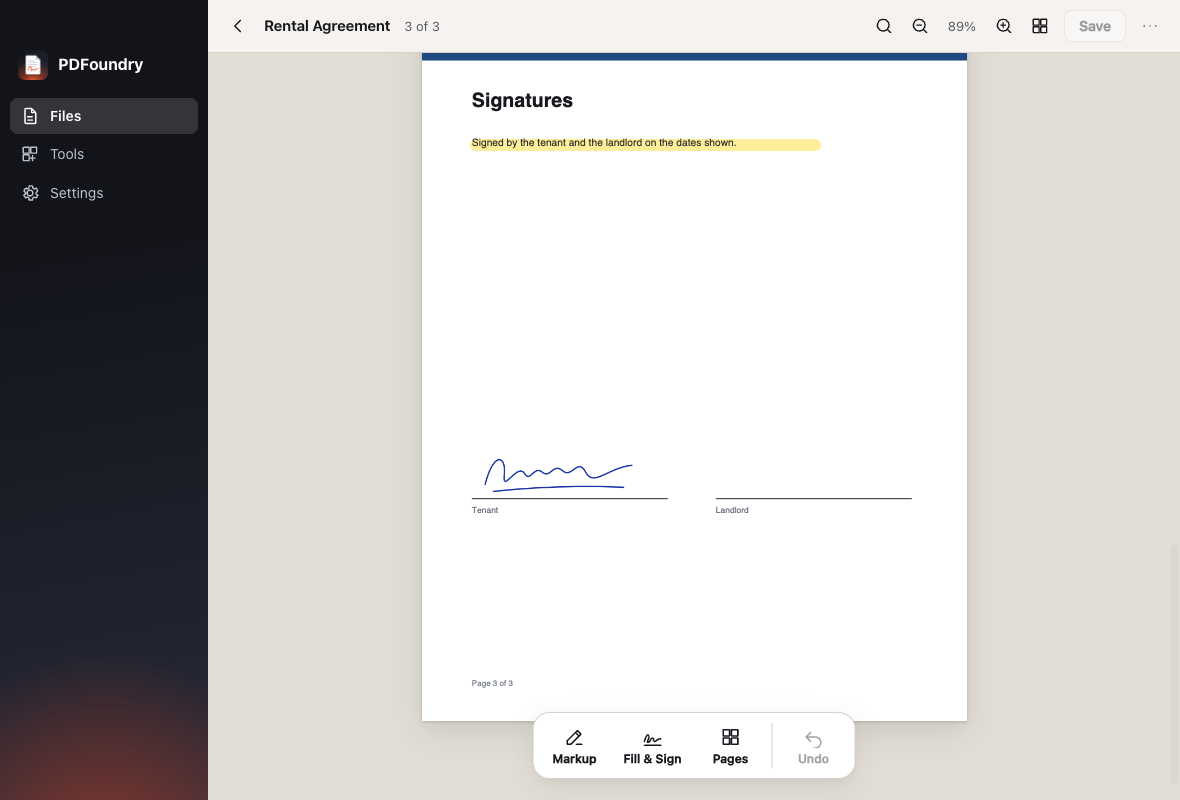 Rental Agreement 3 of 3
89%
Save
PDFoundry
Files
Tools
Settings
Signatures
Signed by the tenant and the landlord on the dates shown.
Tenant
Landlord
Page 3 of 3
Markup
Fill & Sign
Pages
Undo